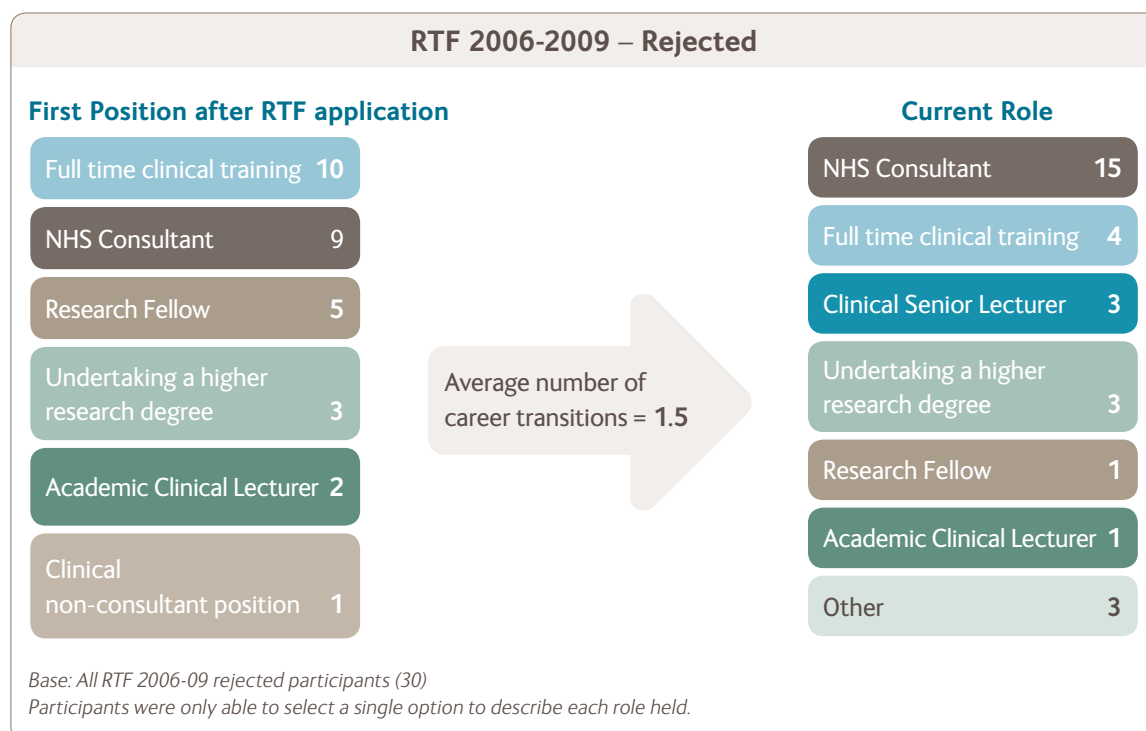 RTF 2006-2009 – Rejected
First Position after RTF application
Full time clinical training 10
NHS Consultant 9
Research Fellow 5
Undertaking a higher
research degree 3
Academic Clinical Lecturer 2
Clinical
non-consultant position 1
Average number of
career transitions = 1.5
Current Role
NHS Consultant 15
Full time clinical training 4
Clinical Senior Lecturer 3
Undertaking a higher
research degree 3
Research Fellow 1
Academic Clinical Lecturer 1
Other 3
Base: All RTF 2006-09 rejected participants (30)
Participants were only able to select a single option to describe each role held.